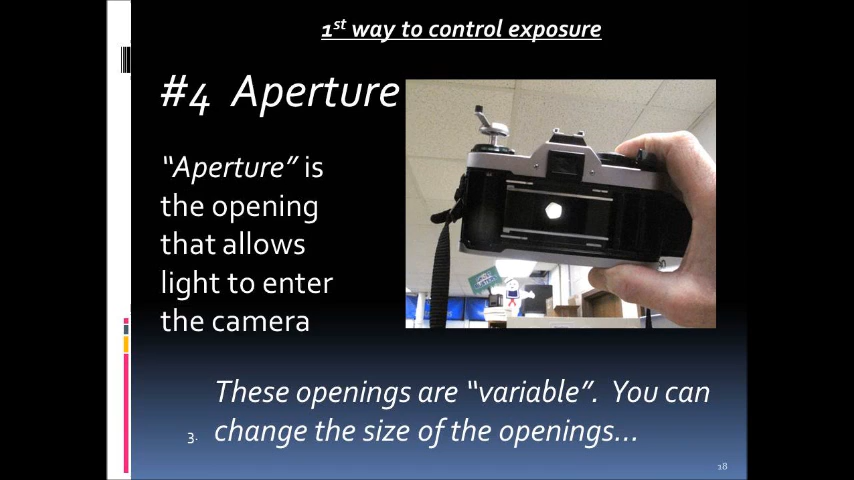 1st way to control exposure
#4 Aperture
“Aperture” is
the opening
that allows
light to enter
the camera
These openings are “variable”. You can
3. change the size of the openings…
18